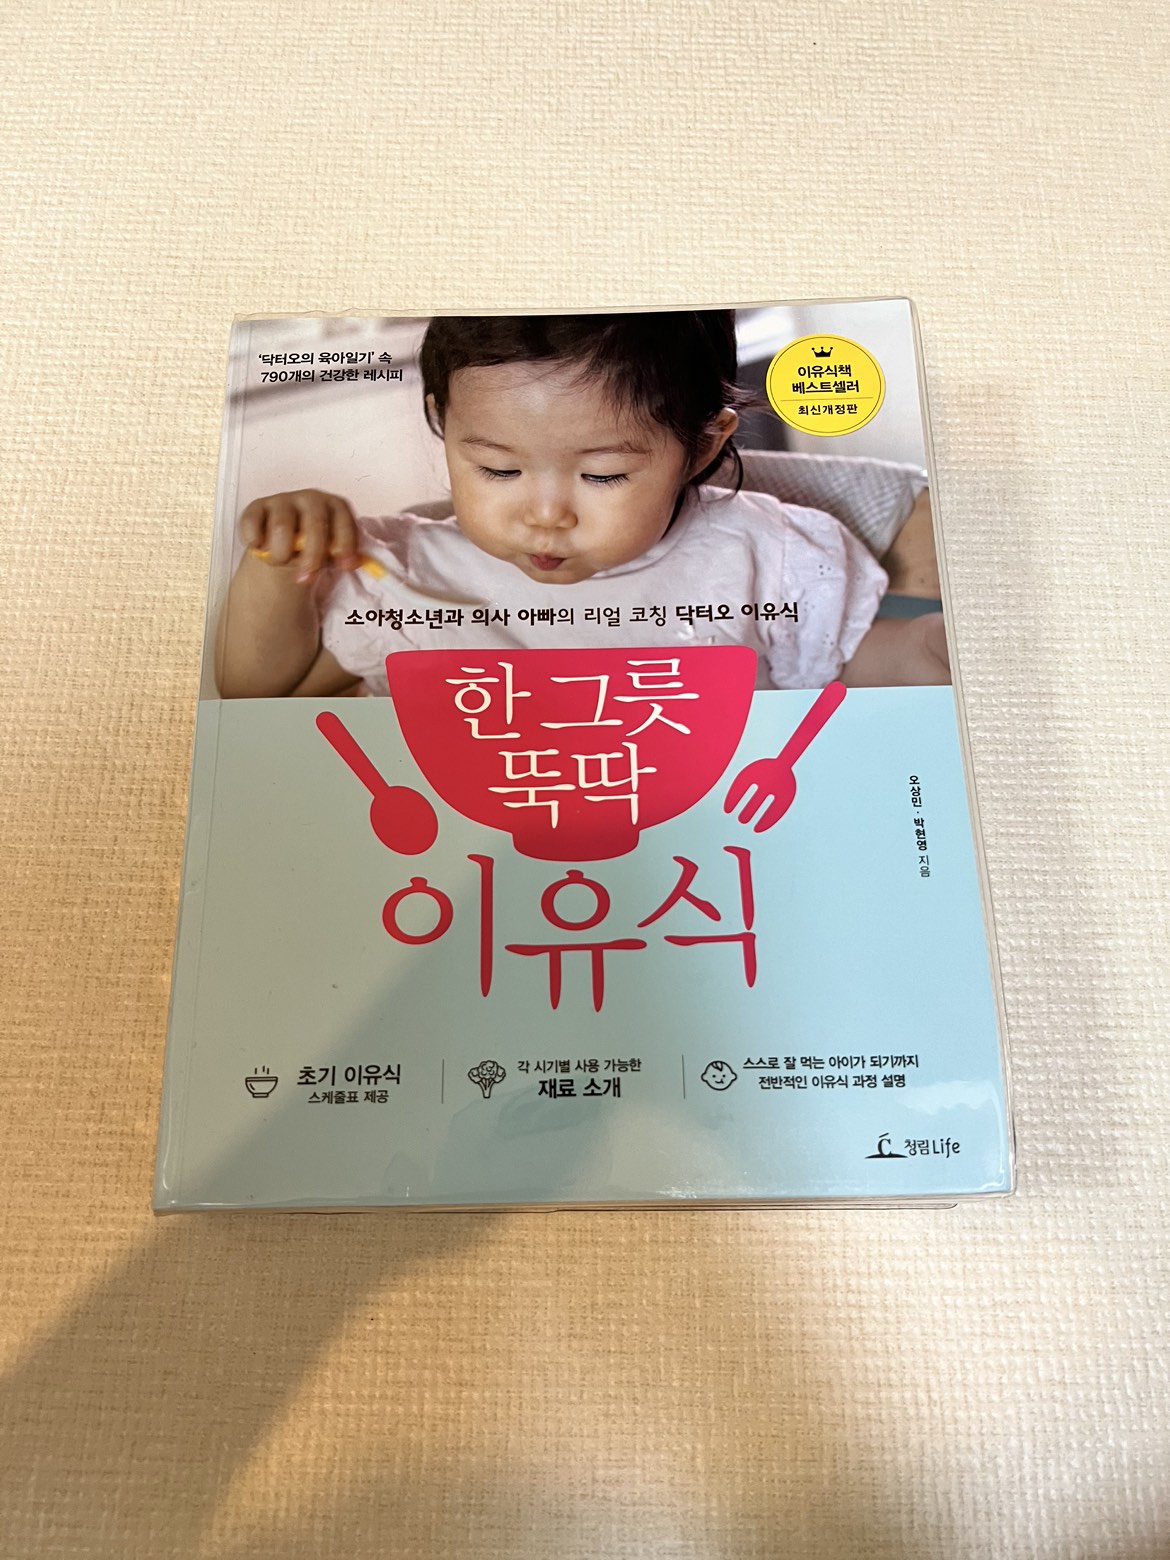 '닥터오의 육아일기' 속
790개의 건강한 레시피
이유식책
베스트셀러
최신개정판
소아청소년과 의사 아빠의 리얼 코칭 닥터오 이유식
한 그릇
뚝딱
이유식
오상민 · 박현영 지음
초기 이유식
스케줄표 제공
각 시기별 사용 가능한
재료 소개
스스로 잘 먹는 아이가 되기까지
전반적인 이유식 과정 설명
청림Life